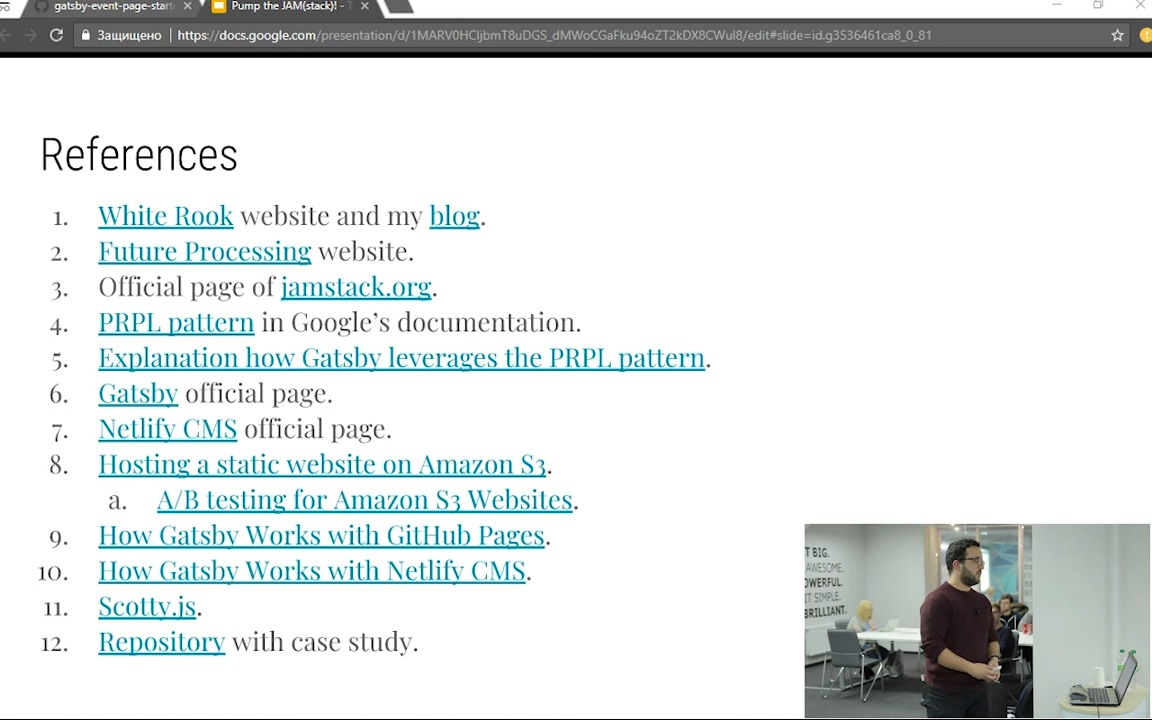 gatsby-event-page-start
Pump the JAM(stack)! - T
Защищено
https://docs.google.com/presentation/d/1MARV0HCIjbmT8uDGS_dMWoCGaFku94oZT2kDX8CWul8/edit#slide=id.g3536461ca8_0_81
References
1. White Rook website and my blog.
2. Future Processing website.
3. Official page of jamstack.org.
4. PRPL pattern in Google’s documentation.
5. Explanation how Gatsby leverages the PRPL pattern.
6. Gatsby official page.
7. Netlify CMS official page.
8. Hosting a static website on Amazon S3.
a. A/B testing for Amazon S3 Websites.
9. How Gatsby Works with GitHub Pages.
10. How Gatsby Works with Netlify CMS.
11. Scotty.js.
12. Repository with case study.
T BIG.
AWESOME.
OWERFUL.
IT SIMPLE.
BRILLIANT.